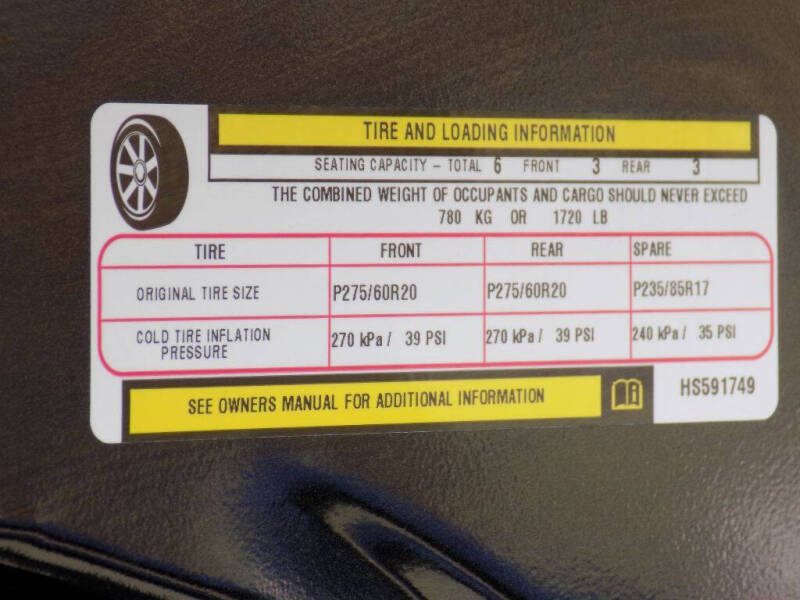 TIRE AND LOADING INFORMATION
SEATING CAPACITY – TOTAL 6 FRONT 3 REAR 3
THE COMBINED WEIGHT OF OCCUPANTS AND CARGO SHOULD NEVER EXCEED
780 KG OR 1720 LB
TIRE FRONT REAR SPARE
ORIGINAL TIRE SIZE P275/60R20 P275/60R20 P235/85R17
COLD TIRE INFLATION PRESSURE 270 kPa / 39 PSI 270 kPa / 39 PSI 240 kPa / 35 PSI
SEE OWNERS MANUAL FOR ADDITIONAL INFORMATION
HS591749